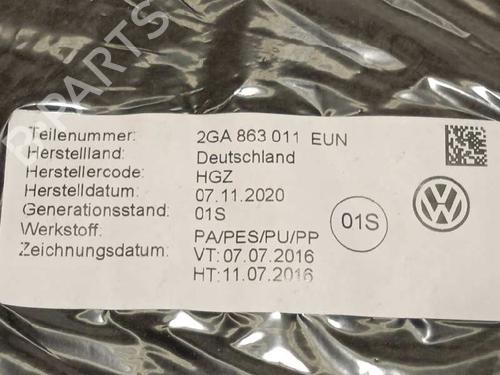 B-PARTS
Teilenummer: 2GA 863 011 EUN
Herstellland: Deutschland
Herstellercode: HGZ
Herstelldatum: 07.11.2020
Generationsstand: 01S
Werkstoff: PA/PES/PU/PP
Zeichnungsdatum: VT: 07.07.2016
HT: 11.07.2016
01S